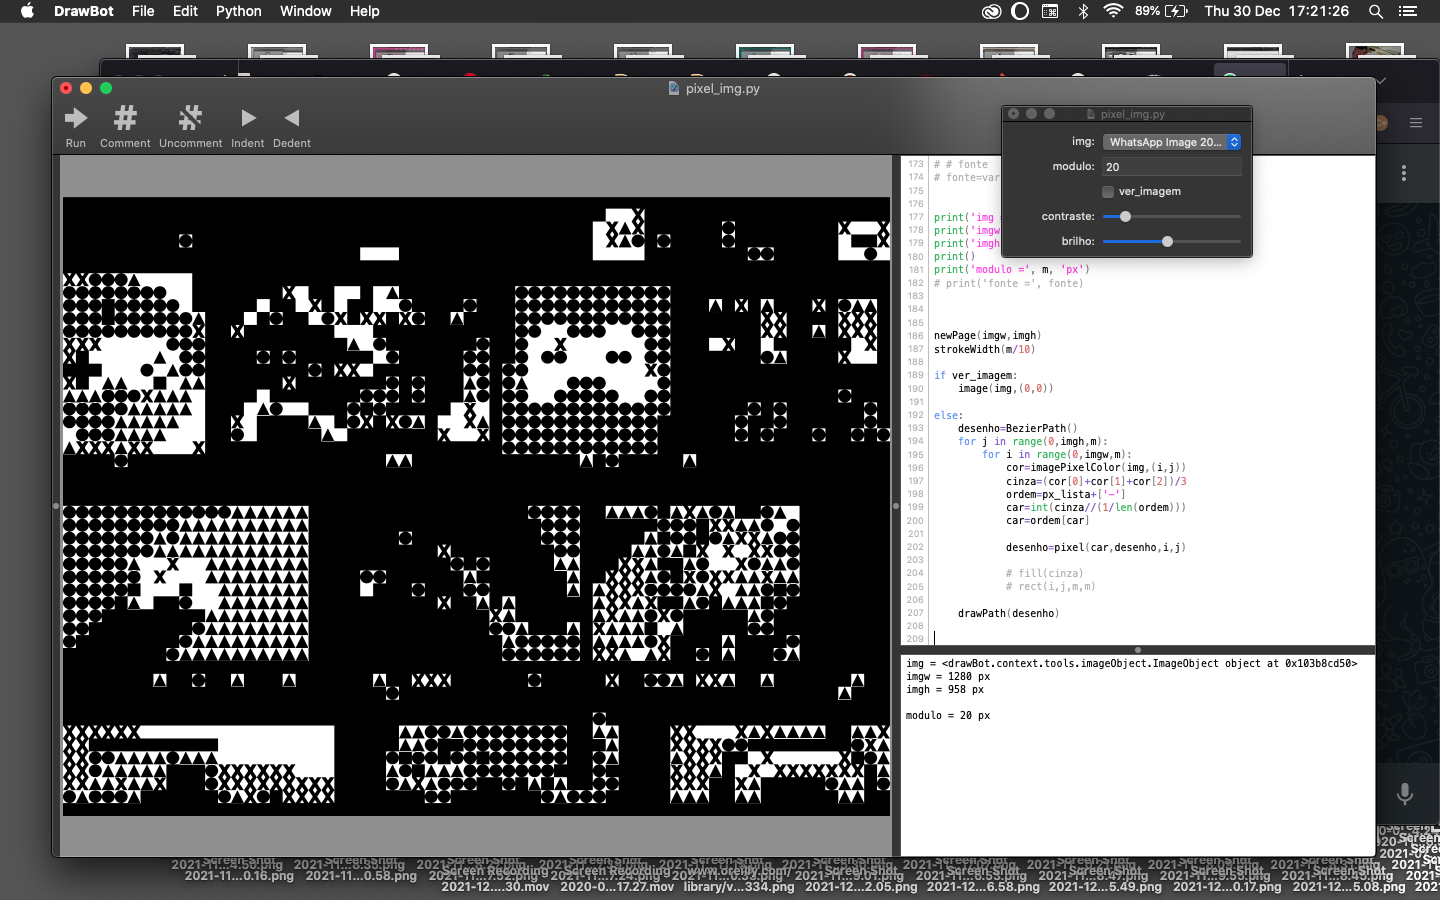 DrawBot File Edit Python Window Help 89% Thu 30 Dec 17:21:26
pixel_img.py
Run Comment Uncomment Indent Dedent
pixel_img.py
img: WhatsApp Image 20...
modulo: 20
ver_imagem
contraste:
brilho:
173 # # fonte
174 # fonte=var
175
176
177 print('img =
178 print('imgw
179 print('imgh
180 print()
181 print('modulo =', m, 'px')
182 # print('fonte =', fonte)
183
184
185
186 newPage(imgw,imgh)
187 strokeWidth(m/10)
188
189 if ver_imagem:
190 image(img,(0,0))
191
192 else:
193 desenho=BezierPath()
194 for j in range(0,imgh,m):
195 for i in range(0,imgw,m):
196 cor=imagePixelColor(img,(i,j))
197 cinza=(cor[0]+cor[1]+cor[2])/3
198 ordem=px_lista+['-']
199 car=int(cinza//(1/len(ordem)))
200 car=ordem[car]
201
202 desenho=pixel(car,desenho,i,j)
203
204 # fill(cinza)
205 # rect(i,j,m,m)
206
207 drawPath(desenho)
208
209
img = <drawBot.context.tools.imageObject.ImageObject object at 0x103b8cd50>
imgw = 1280 px
imgh = 958 px
modulo = 20 px
2021-11...0.16.png 2021-11...0.58.png
2021-12....30.mov 2020-0...17.27.mov library/v...334.png 2021-12...2.05.png 2021-12...6.58.png 2021-12...5.49.png 2021-12...0.17.png 2021-12...5.08.png